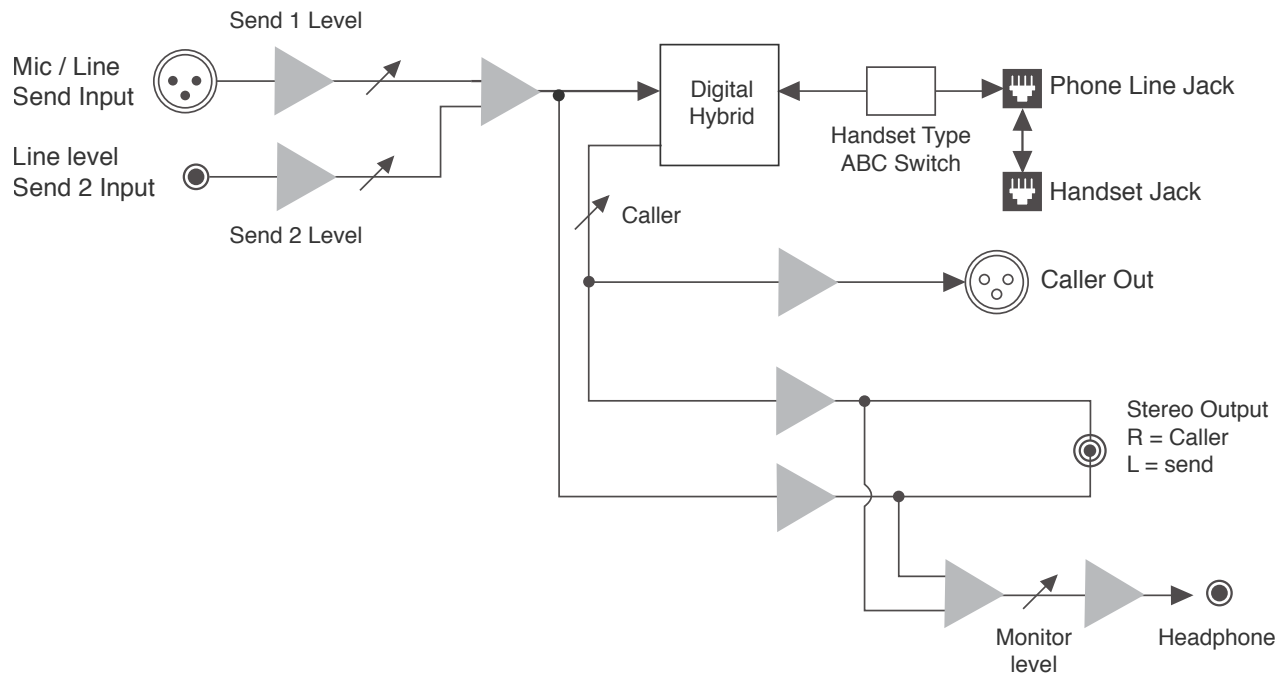 Send 1 Level
Mic / Line
Send Input
Line level
Send 2 Input
Send 2 Level
Digital
Hybrid
Handset Type
ABC Switch
Phone Line Jack
Handset Jack
Caller
Caller Out
Stereo Output
R = Caller
L = send
Monitor
level
Headphone